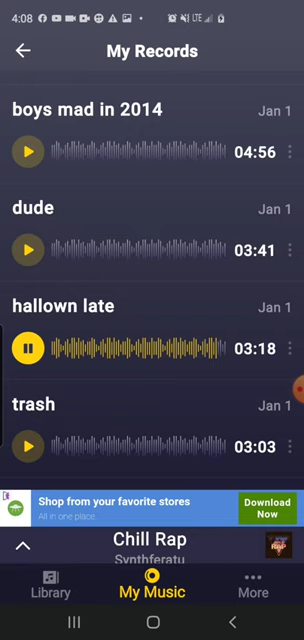 4:08
LTE
My Records
boys mad in 2014
Jan 1
04:56
dude
Jan 1
03:41
hallown late
Jan 1
03:18
trash
Jan 1
03:03
Shop from your favorite stores
All in one place.
Download
Now
Chill Rap
RAP
Synthferatu
Library
My Music
More